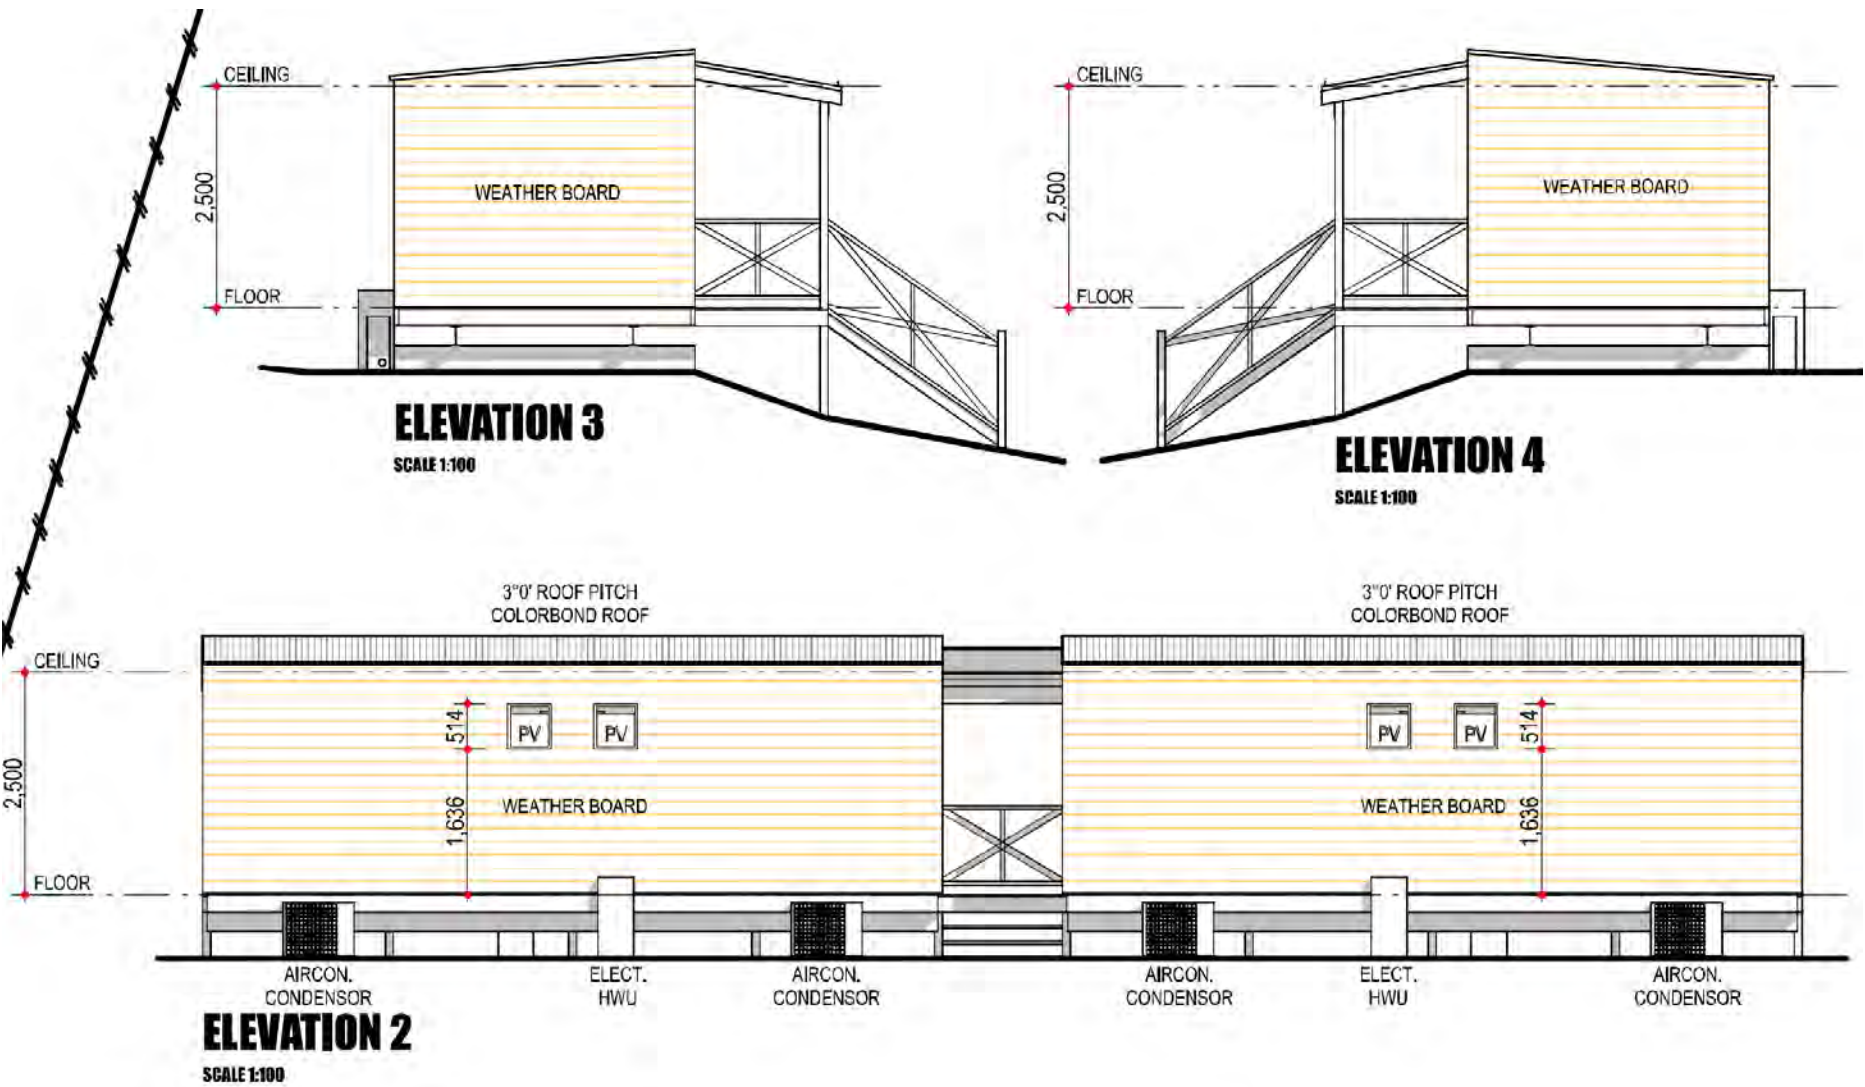 CEILING
2,500
WEATHER BOARD
FLOOR
ELEVATION 3
SCALE 1:100
CEILING
2,500
WEATHER BOARD
FLOOR
ELEVATION 4
SCALE 1:100
3°0' ROOF PITCH
COLORBOND ROOF
3°0' ROOF PITCH
COLORBOND ROOF
CEILING
2,500
514
PV
PV
PV
PV
514
1,636
WEATHER BOARD
WEATHER BOARD
1,636
FLOOR
AIRCON.
CONDENSOR
ELECT.
HWU
AIRCON.
CONDENSOR
AIRCON.
CONDENSOR
ELECT.
HWU
AIRCON.
CONDENSOR
ELEVATION 2
SCALE 1:100